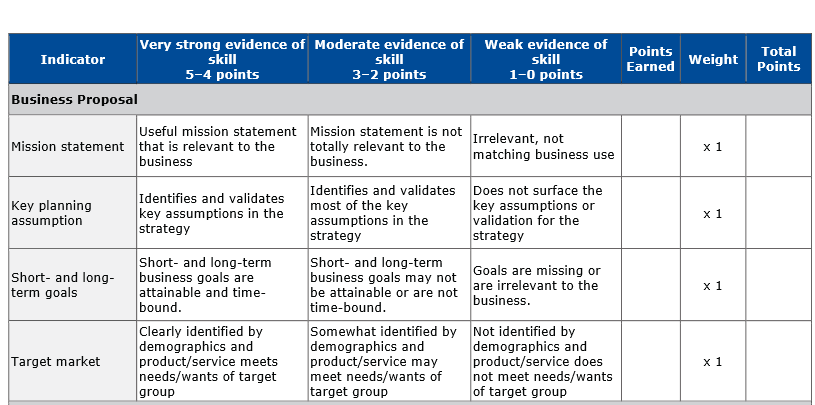 Indicator
Very strong evidence of
skill
5–4 points
Moderate evidence of
skill
3–2 points
Weak evidence of
skill
1–0 points
Points
Earned
Weight
Total
Points
Business Proposal
Mission statement
Useful mission statement
that is relevant to the
business
Mission statement is not
totally relevant to the
business.
Irrelevant, not
matching business use
x 1
Key planning
assumption
Identifies and validates
key assumptions in the
strategy
Identifies and validates
most of the key
assumptions in the
strategy
Does not surface the
key assumptions or
validation for the
strategy
x 1
Short- and long-
term goals
Short- and long-term
business goals are
attainable and time-
bound.
Short- and long-term
business goals may not
be attainable or are not
time-bound.
Goals are missing or
are irrelevant to the
business.
x 1
Target market
Clearly identified by
demographics and
product/service meets
needs/wants of target
group
Somewhat identified by
demographics and
product/service may
meet needs/wants of
target group
Not identified by
demographics and
product/service does
not meet needs/wants
of target group
x 1